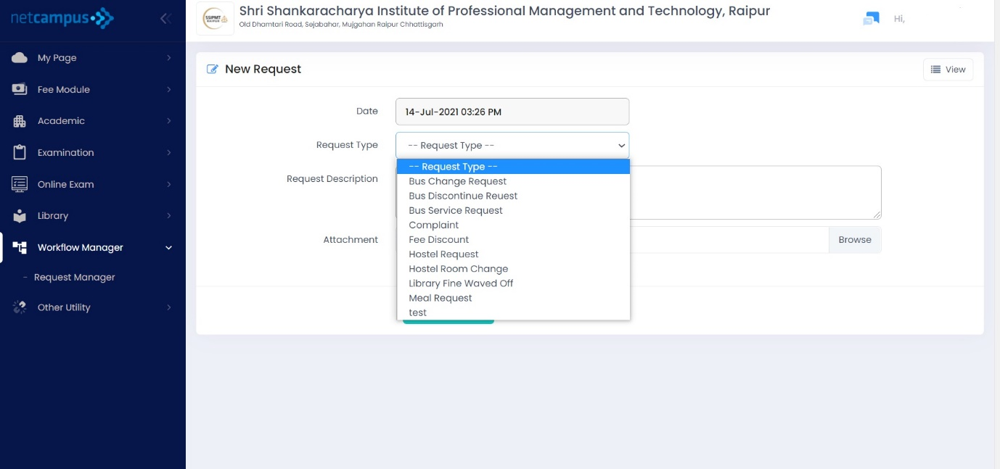 netcampus
SSIPMT
RAIPUR
Shri Shankaracharya Institute of Professional Management and Technology, Raipur
Old Dhamtari Road, Sejabahar, Mujgahan Raipur Chhattisgarh
Hi,
My Page
Fee Module
Academic
Examination
Online Exam
Library
Workflow Manager
- Request Manager
Other Utility
New Request
View
Date
14-Jul-2021 03:26 PM
Request Type
-- Request Type --
-- Request Type --
Bus Change Request
Bus Discontinue Reuest
Bus Service Request
Complaint
Fee Discount
Hostel Request
Hostel Room Change
Library Fine Waved Off
Meal Request
test
Request Description
Attachment
Browse